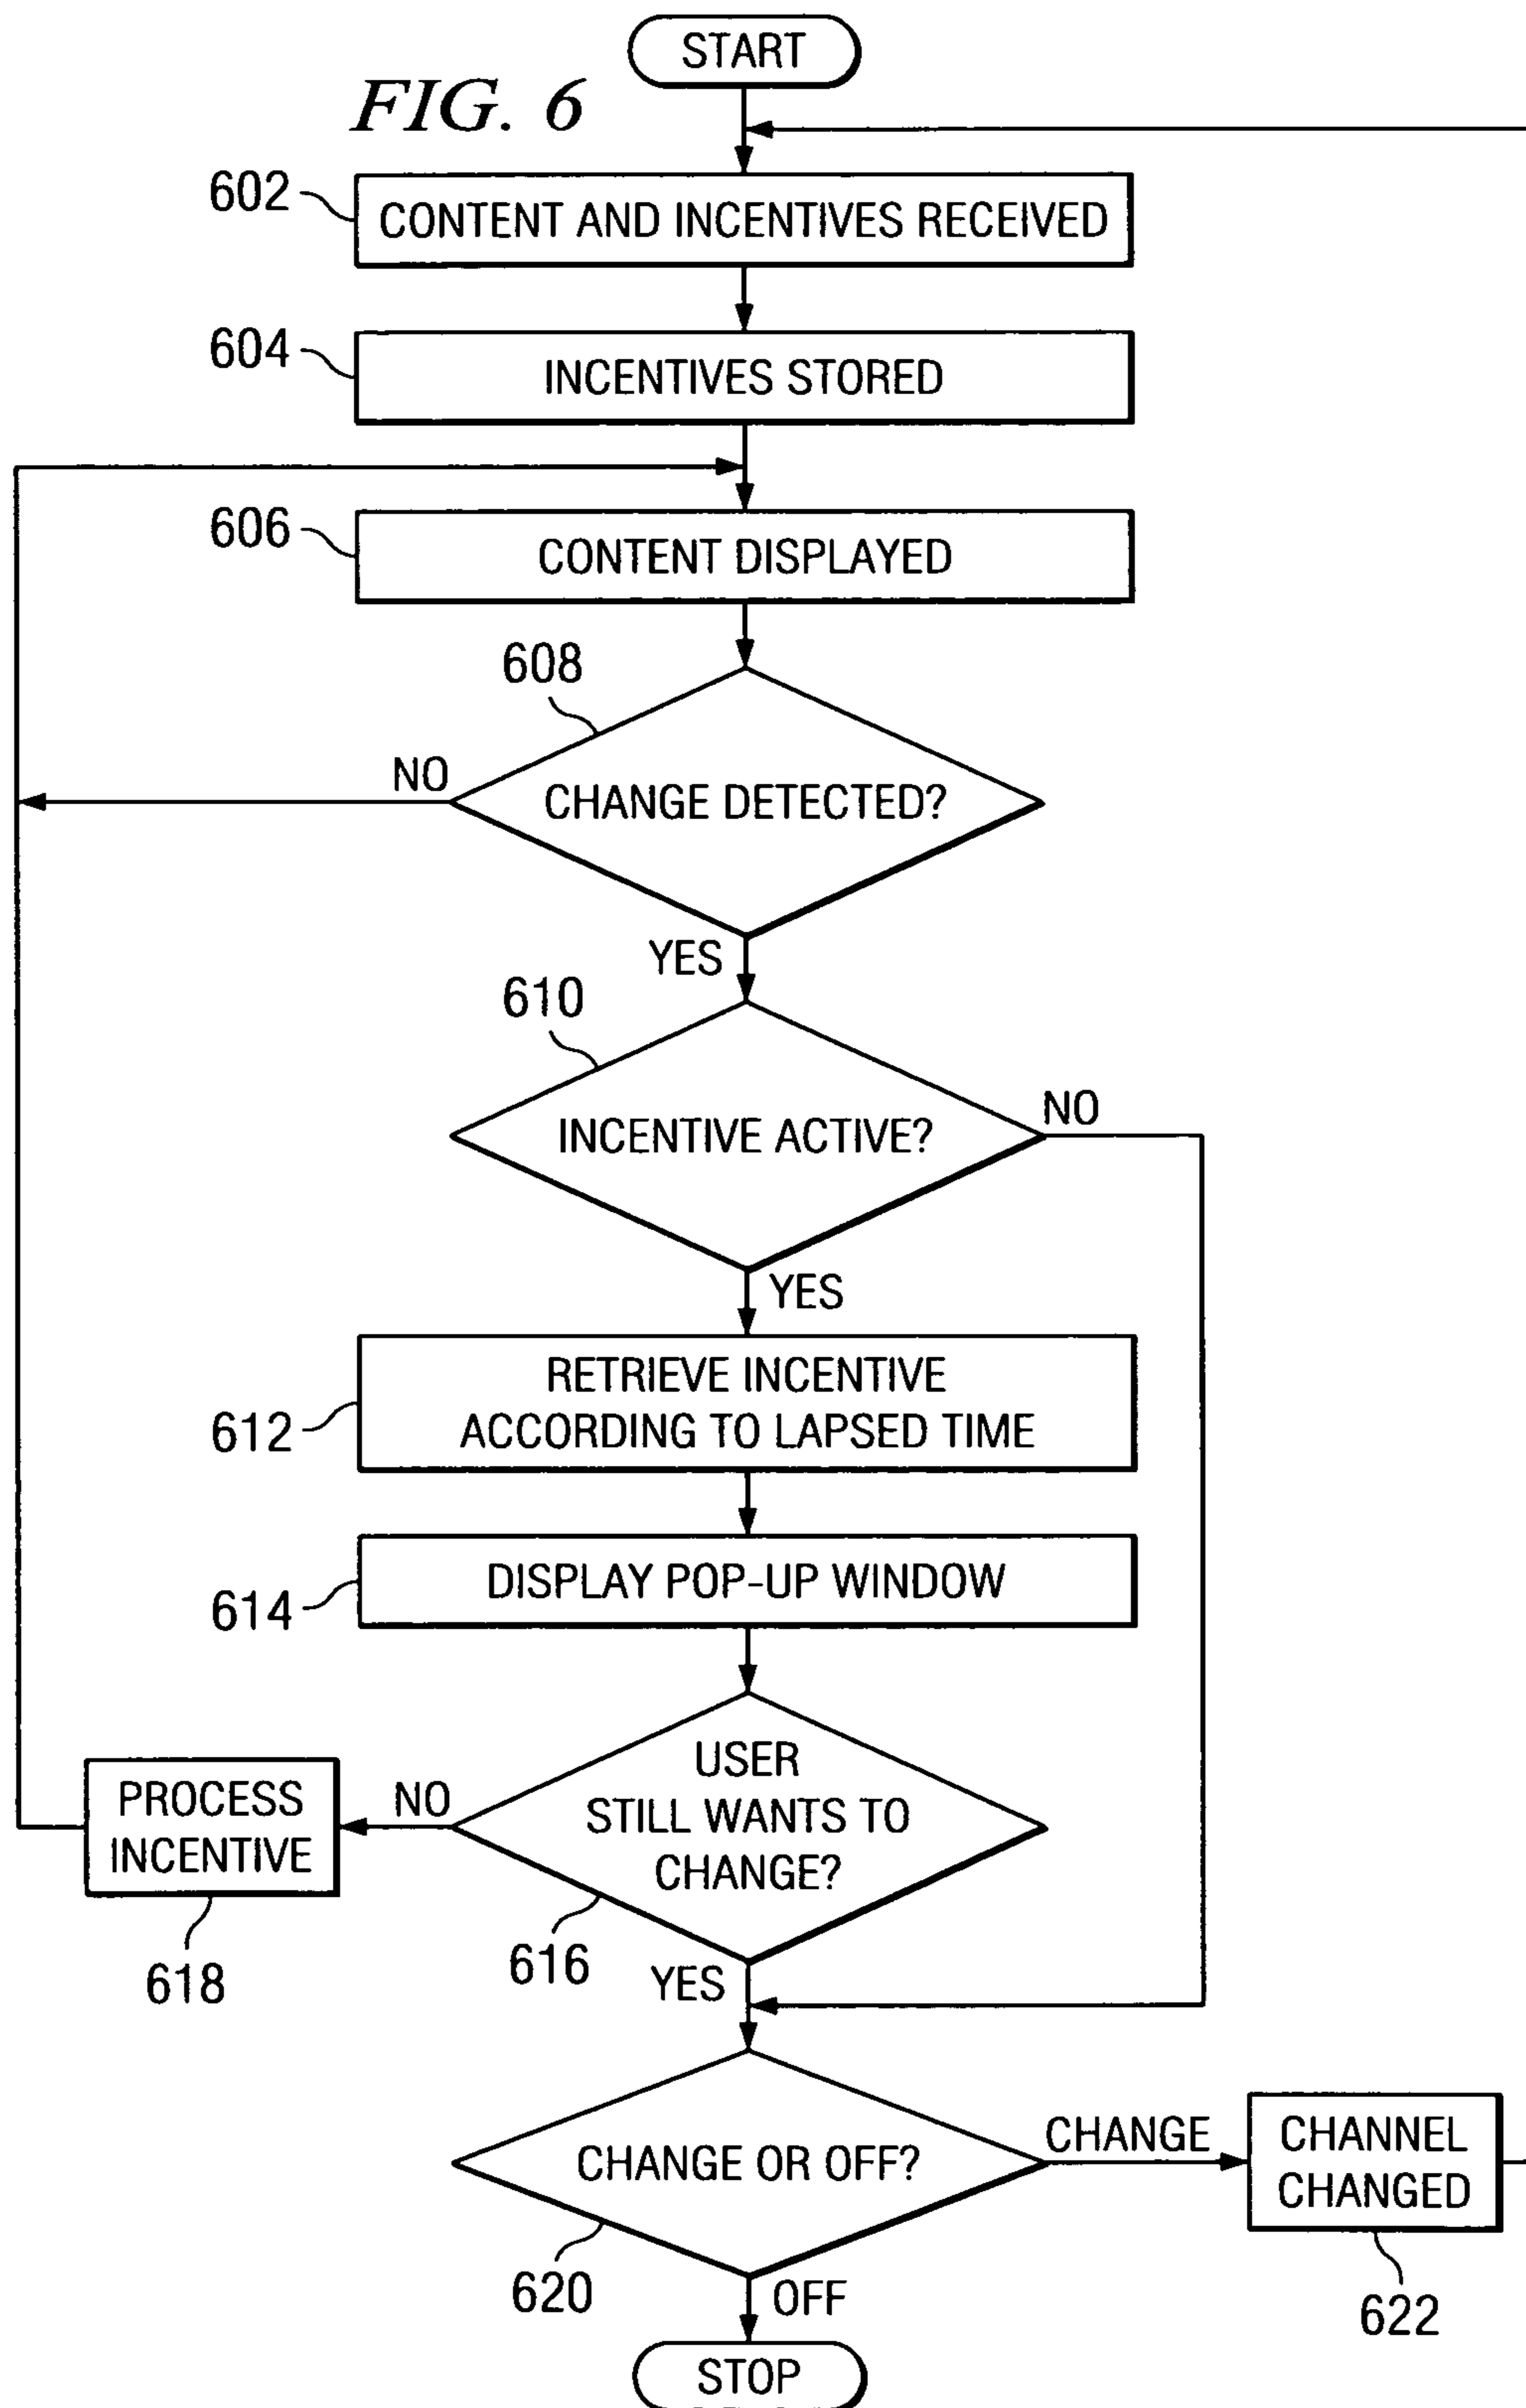 START
FIG. 6
602
CONTENT AND INCENTIVES RECEIVED
604
INCENTIVES STORED
606
CONTENT DISPLAYED
608
NO
CHANGE DETECTED?
YES
610
NO
INCENTIVE ACTIVE?
YES
RETRIEVE INCENTIVE
ACCORDING TO LAPSED TIME
612
DISPLAY POP-UP WINDOW
614
USER
STILL WANTS TO
CHANGE?
NO
PROCESS
INCENTIVE
616
618
YES
CHANGE OR OFF?
CHANGE
CHANNEL
CHANGED
620
OFF
622
STOP